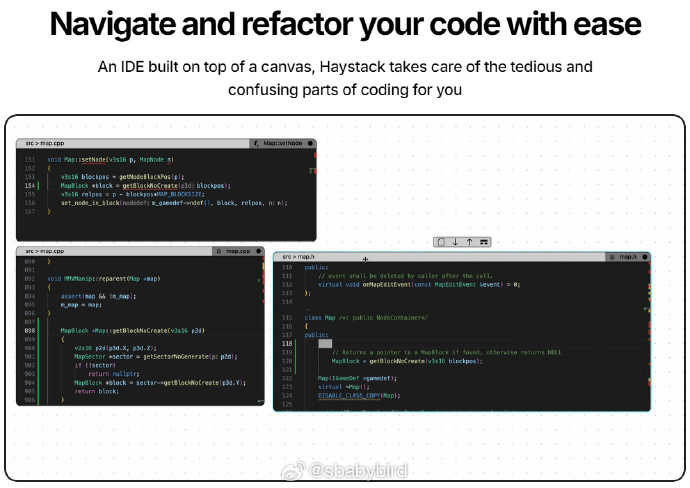 Navigate and refactor your code with ease
An IDE built on top of a canvas, Haystack takes care of the tedious and
confusing parts of coding for you
src > map.cpp Map::setNode
151 void Map::setNode(v3s16 p, MapNode n)
152 {
153 v3s16 blockpos = getNodeBlockPos(p);
154 MapBlock *block = getBlockNoCreate(p3d: blockpos);
155 v3s16 relpos = p - blockpos*MAP_BLOCKSIZE;
156 set_node_in_block(nodedef: m_gamedef->ndef(), block, relpos, n: n);
157 }
src > map.cpp map.cpp
890 }
891
892 void MMVManip::reparent(Map *map)
893 {
894 assert(map && !m_map);
895 m_map = map;
896 }
897
898 MapBlock *Map::getBlockNoCreate(v3s16 p3d)
899 {
900 v2s16 p2d(p3d.X, p3d.Z);
901 MapSector *sector = getSectorNoGenerate(p: p2d);
902 if (!sector)
903 return nullptr;
904 MapBlock *block = sector->getBlockNoCreate(p3d.Y);
905 return block;
906 }
src > map.h map.h
110 public:
111 // event shall be deleted by caller after the call.
112 virtual void onMapEditEvent(const MapEditEvent &event) = 0;
113 };
114
115 class Map /*: public NodeContainer*/
116 {
117 public:
118
119 // Returns a pointer to a MapBlock if found, otherwise returns NULL
120 MapBlock * getBlockNoCreate(v3s16 blockpos);
121
122 Map(IGameDef *gamedef);
123 virtual ~Map();
124 DISABLE_CLASS_COPY(Map);
125
@sbabybird